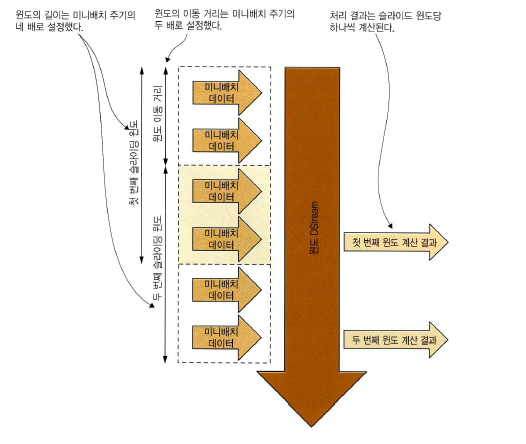 윈도의 길이는 미니배치 주기의
네 배로 설정했다.
윈도의 이동 거리는 미니배치 주기의
두 배로 설정했다.
처리 결과는 슬라이드 윈도당
하나씩 계산된다.
첫 번째 슬라이딩 윈도
윈도 이동 거리
두 번째 슬라이딩 윈도
미니배치
데이터
미니배치
데이터
미니배치
데이터
미니배치
데이터
미니배치
데이터
미니배치
데이터
윈도 DStream
첫 번째 윈도 계산 결과
두 번째 윈도 계산 결과